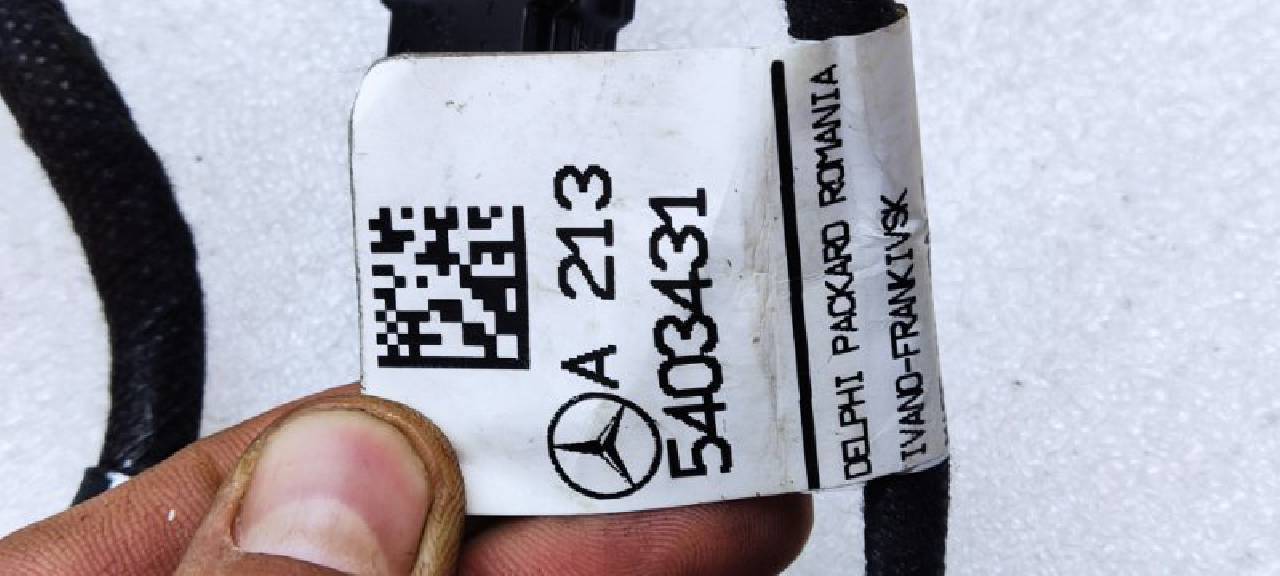 A 213
5403431
DELPHI PACKARD ROMANIA
IVANO-FRANKIVSK